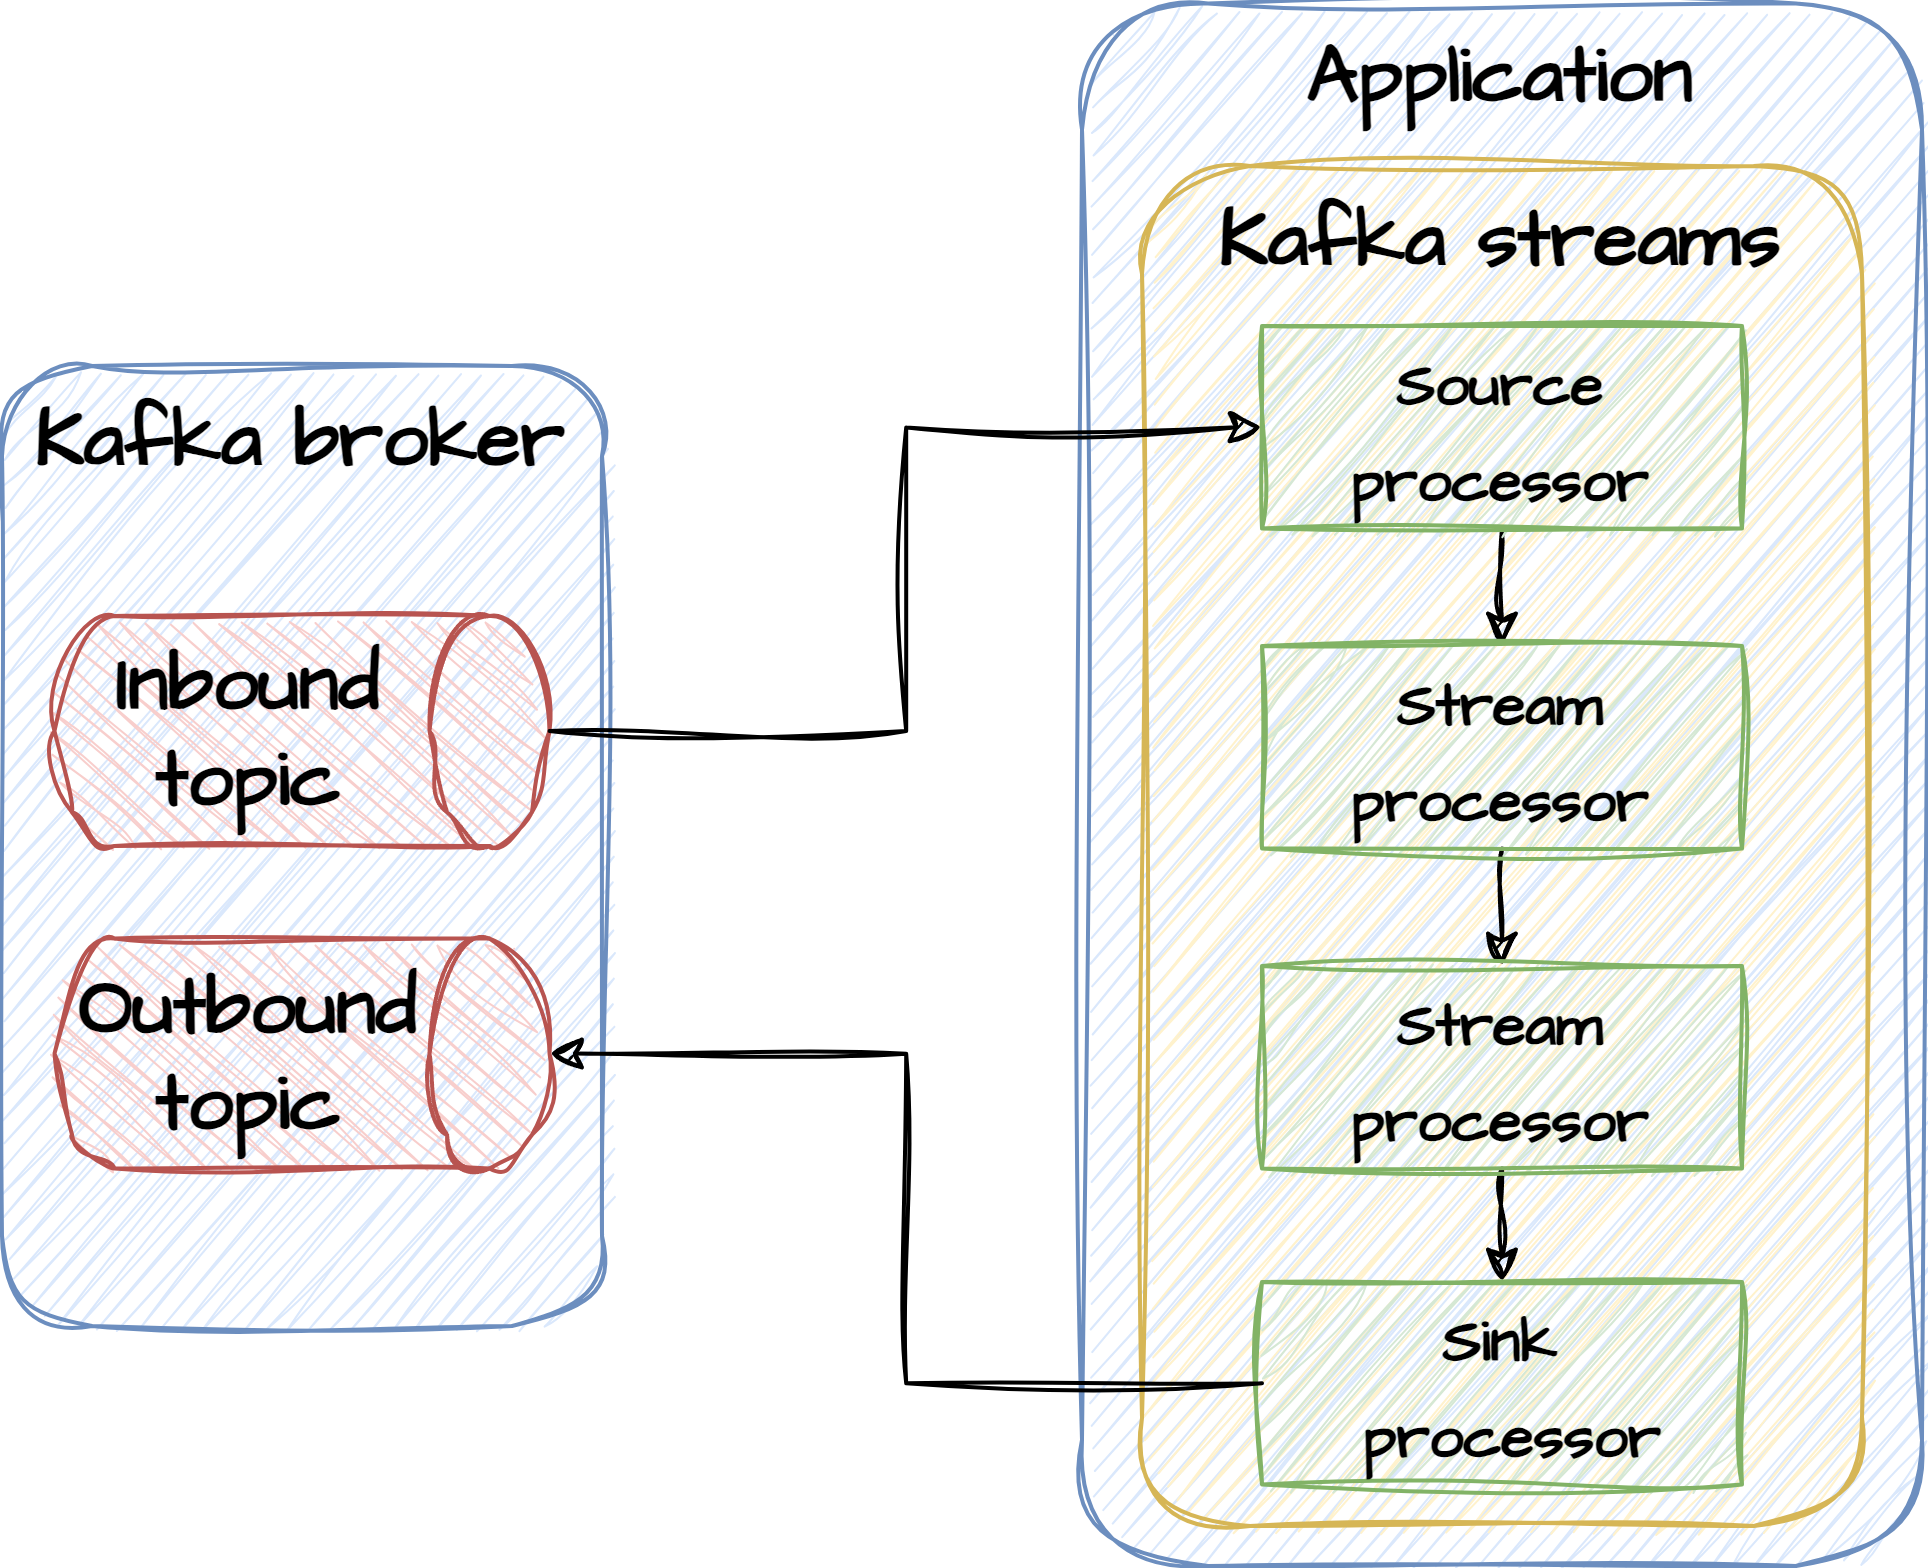 Application
Kafka streams
Source
processor
Stream
processor
Stream
processor
Sink
processor
Kafka broker
Inbound
topic
Outbound
topic